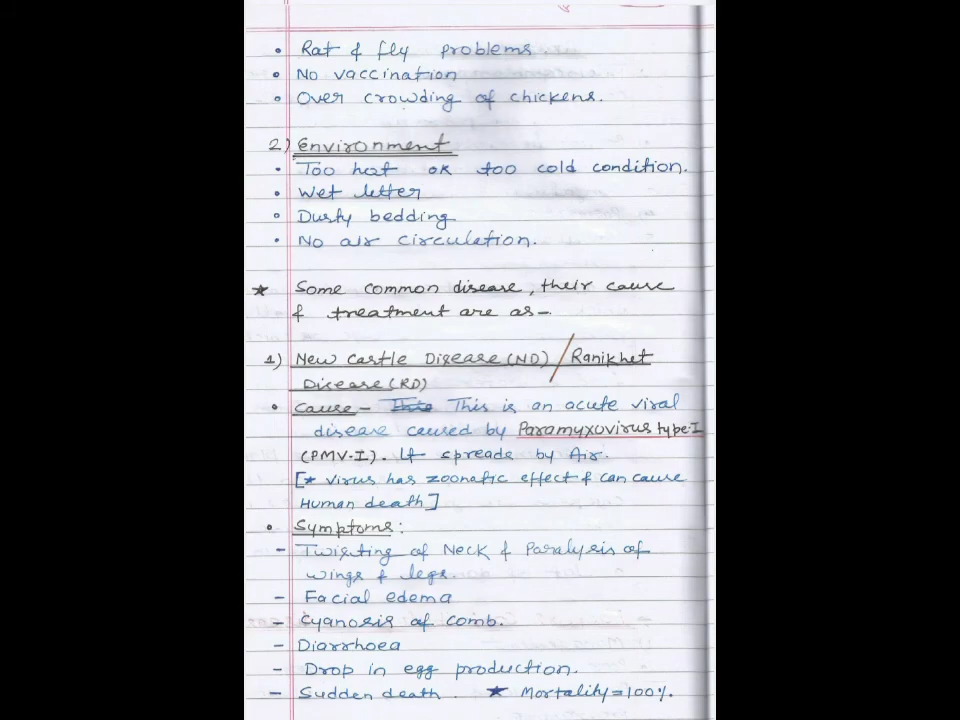 • Rat & fly problems
• No vaccination
• Over crowding of chickens.
2) Environment
• Too hot or too cold condition.
• Wet letter
• Dusty bedding
• No air circulation.
★ Some common disease, their cause
& treatment are as-
1) New Castle Disease (ND) / Ranikhet
Disease (RD)
• Cause - This is an acute viral
disease caused by Paramyxovirus type-I
(PMV-I). It spreads by Air.
[* Virus has zoonatic effect & can cause
Human death]
• Symptoms:
- Twisting of Neck & Paralysis of
wings & legs.
- Facial edema
- Cyanosis of comb.
- Diarrhoea
- Drop in egg production.
- Sudden death. ★ Mortality = 100%.